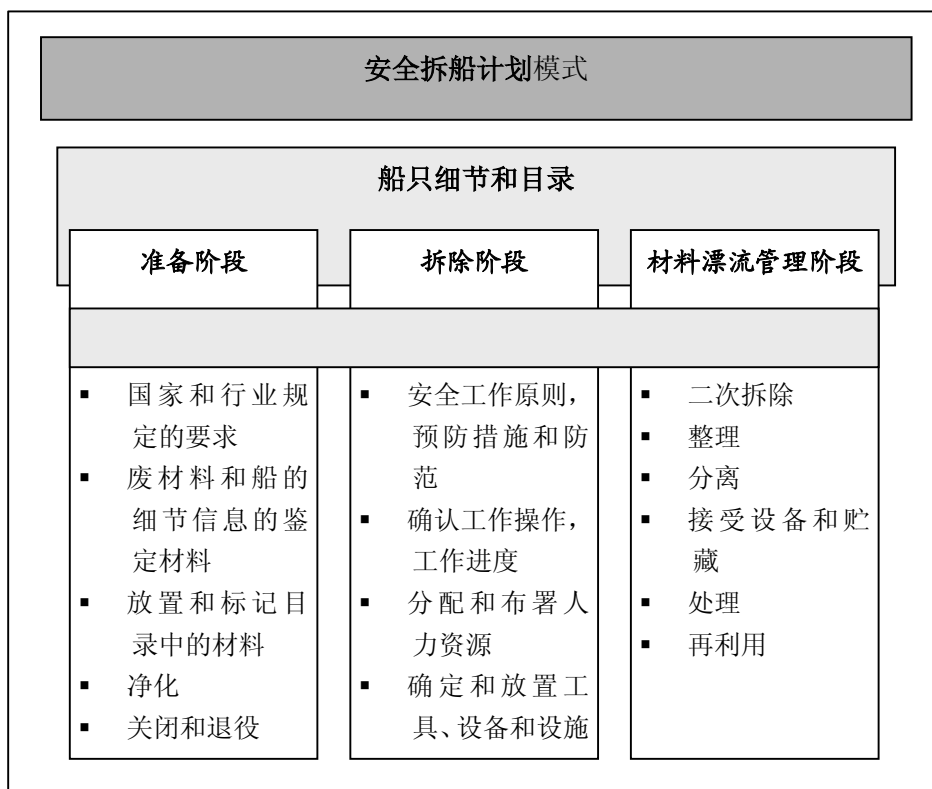 安全拆船计划模式
船只细节和目录
准备阶段
拆除阶段
材料漂流管理阶段
▪ 国家和行业规
定的要求
▪ 废材料和船的
细节信息的鉴
定材料
▪ 放置和标记目
录中的材料
▪ 净化
▪ 关闭和退役
▪ 安全工作原则，
预防措施和防
范
▪ 确认工作操作，
工作进度
▪ 分配和布署人
力资源
▪ 确定和放置工
具、设备和设施
▪ 二次拆除
▪ 整理
▪ 分离
▪ 接受设备和贮
藏
▪ 处理
▪ 再利用